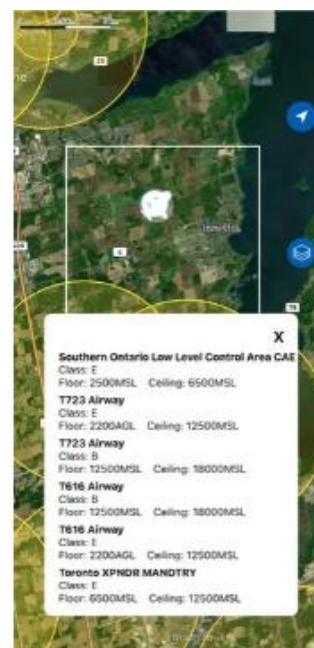 Innisfil
X
Southern Ontario Low Level Control Area CAE
Class: E
Floor: 2500MSL Ceiling: 6500MSL
T723 Airway
Class: E
Floor: 2200AGL Ceiling: 12500MSL
T723 Airway
Class: B
Floor: 12500MSL Ceiling: 18000MSL
T616 Airway
Class: B
Floor: 12500MSL Ceiling: 18000MSL
T616 Airway
Class: E
Floor: 2200AGL Ceiling: 12500MSL
Toronto XPNDR MANDTRY
Class: E
Floor: 6500MSL Ceiling: 12500MSL